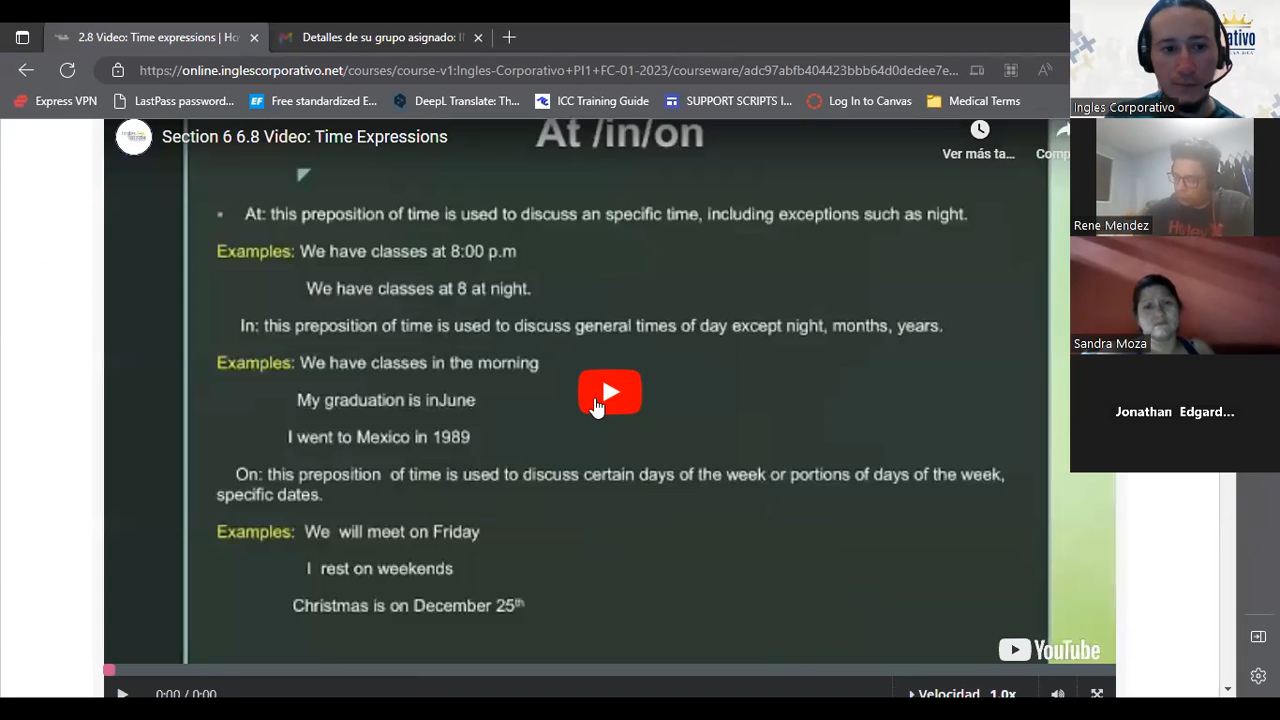 2.8 Video: Time expressions | Ho
Detalles de su grupo asignado: I
https://online.inglescorporativo.net/courses/course-v1:Ingles-Corporativo+PI1+FC-01-2023/courseware/adc97abfb404423bbb64d0dedee7e...
Express VPN
LastPass password...
EF Free standardized E...
DeepL Translate: Th...
ICC Training Guide
SUPPORT SCRIPTS I...
Log In to Canvas
Medical Terms
Section 6 6.8 Video: Time Expressions
At /in/on
Ver más ta...
Comp
At: this preposition of time is used to discuss an specific time, including exceptions such as night.
Examples: We have classes at 8:00 p.m
We have classes at 8 at night.
In: this preposition of time is used to discuss general times of day except night, months, years.
Examples: We have classes in the morning
My graduation is inJune
I went to Mexico in 1989
On: this preposition of time is used to discuss certain days of the week or portions of days of the week,
specific dates.
Examples: We will meet on Friday
I rest on weekends
Christmas is on December 25th
YouTube
0:00 / 0:00
Velocidad 1.0x
ativo
Ingles Corporativo
Rene Mendez
Sandra Moza
Jonathan Edgard...